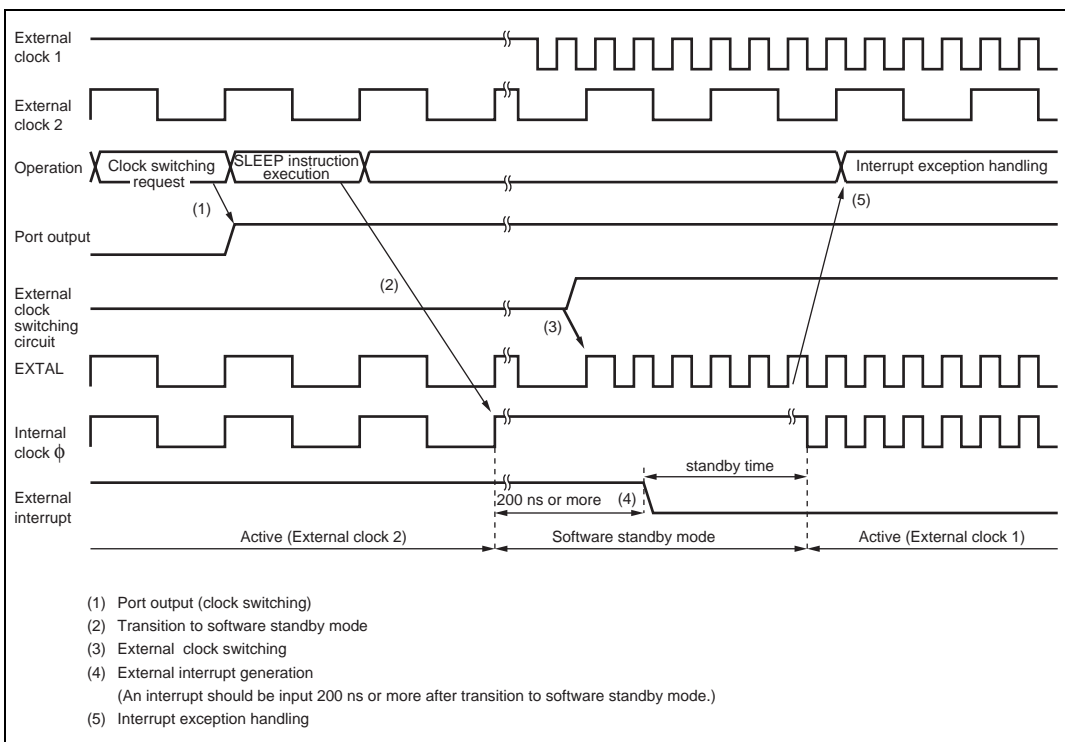 External
clock 1
External
clock 2
Operation
Clock switching
request
SLEEP instruction
execution
Interrupt exception handling
(1)
(5)
Port output
(2)
External
clock
switching
circuit
(3)
EXTAL
Internal
clock ϕ
standby time
External
interrupt
200 ns or more
(4)
Active (External clock 2)
Software standby mode
Active (External clock 1)
(1) Port output (clock switching)
(2) Transition to software standby mode
(3) External clock switching
(4) External interrupt generation
(An interrupt should be input 200 ns or more after transition to software standby mode.)
(5) Interrupt exception handling